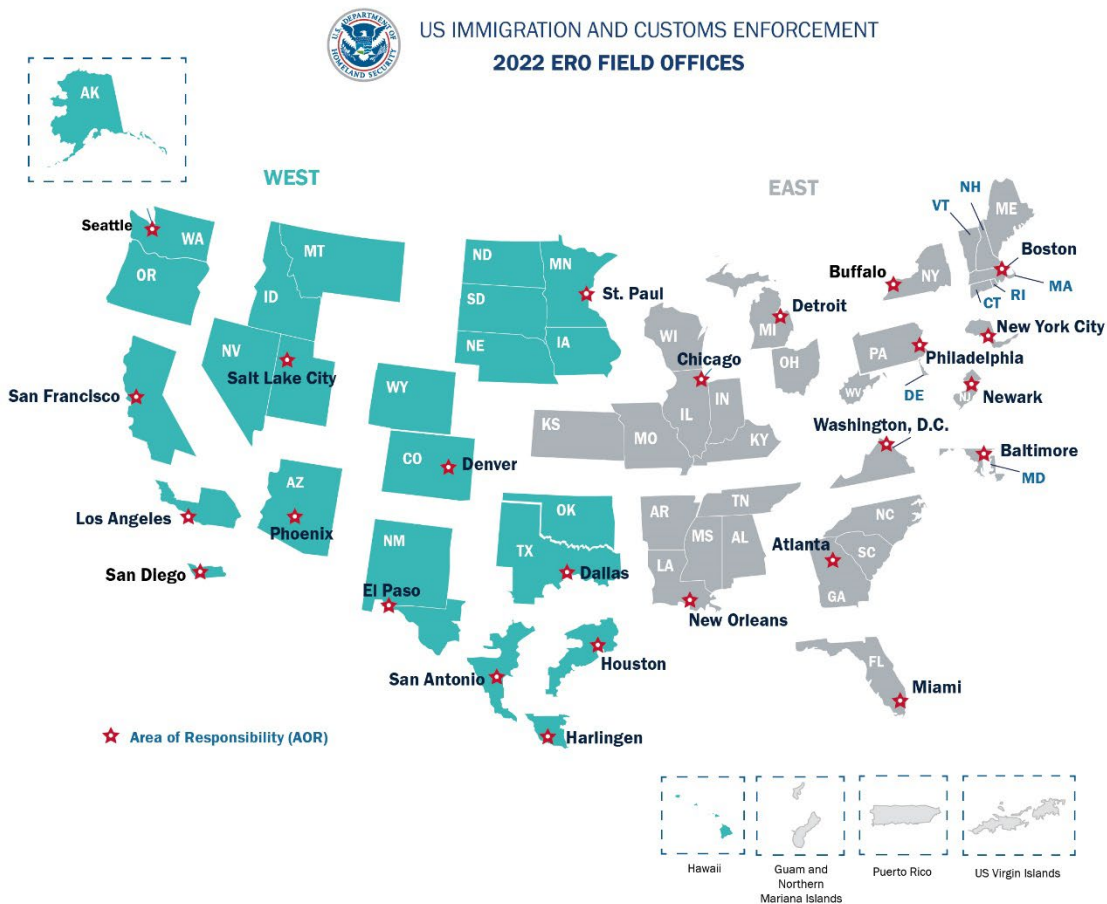 U.S. DEPARTMENT OF
HOMELAND SECURITY
US IMMIGRATION AND CUSTOMS ENFORCEMENT
2022 ERO FIELD OFFICES
AK
WEST
EAST
Seattle
WA
OR
MT
ID
NV
Salt Lake City
San Francisco
Los Angeles
San Diego
AZ
Phoenix
WY
CO
Denver
NM
El Paso
ND
SD
NE
MN
IA
St. Paul
OK
TX
Dallas
Houston
San Antonio
Harlingen
WI
MI
Detroit
OH
Chicago
IL
IN
KS
MO
KY
AR
LA
MS
AL
TN
New Orleans
Buffalo
NY
VT
NH
ME
Boston
MA
RI
CT
New York City
PA
Philadelphia
WV
DE
NJ
Newark
Washington, D.C.
Baltimore
MD
NC
SC
Atlanta
GA
FL
Miami
Area of Responsibility (AOR)
Hawaii
Guam and
Northern
Mariana Islands
Puerto Rico
US Virgin Islands